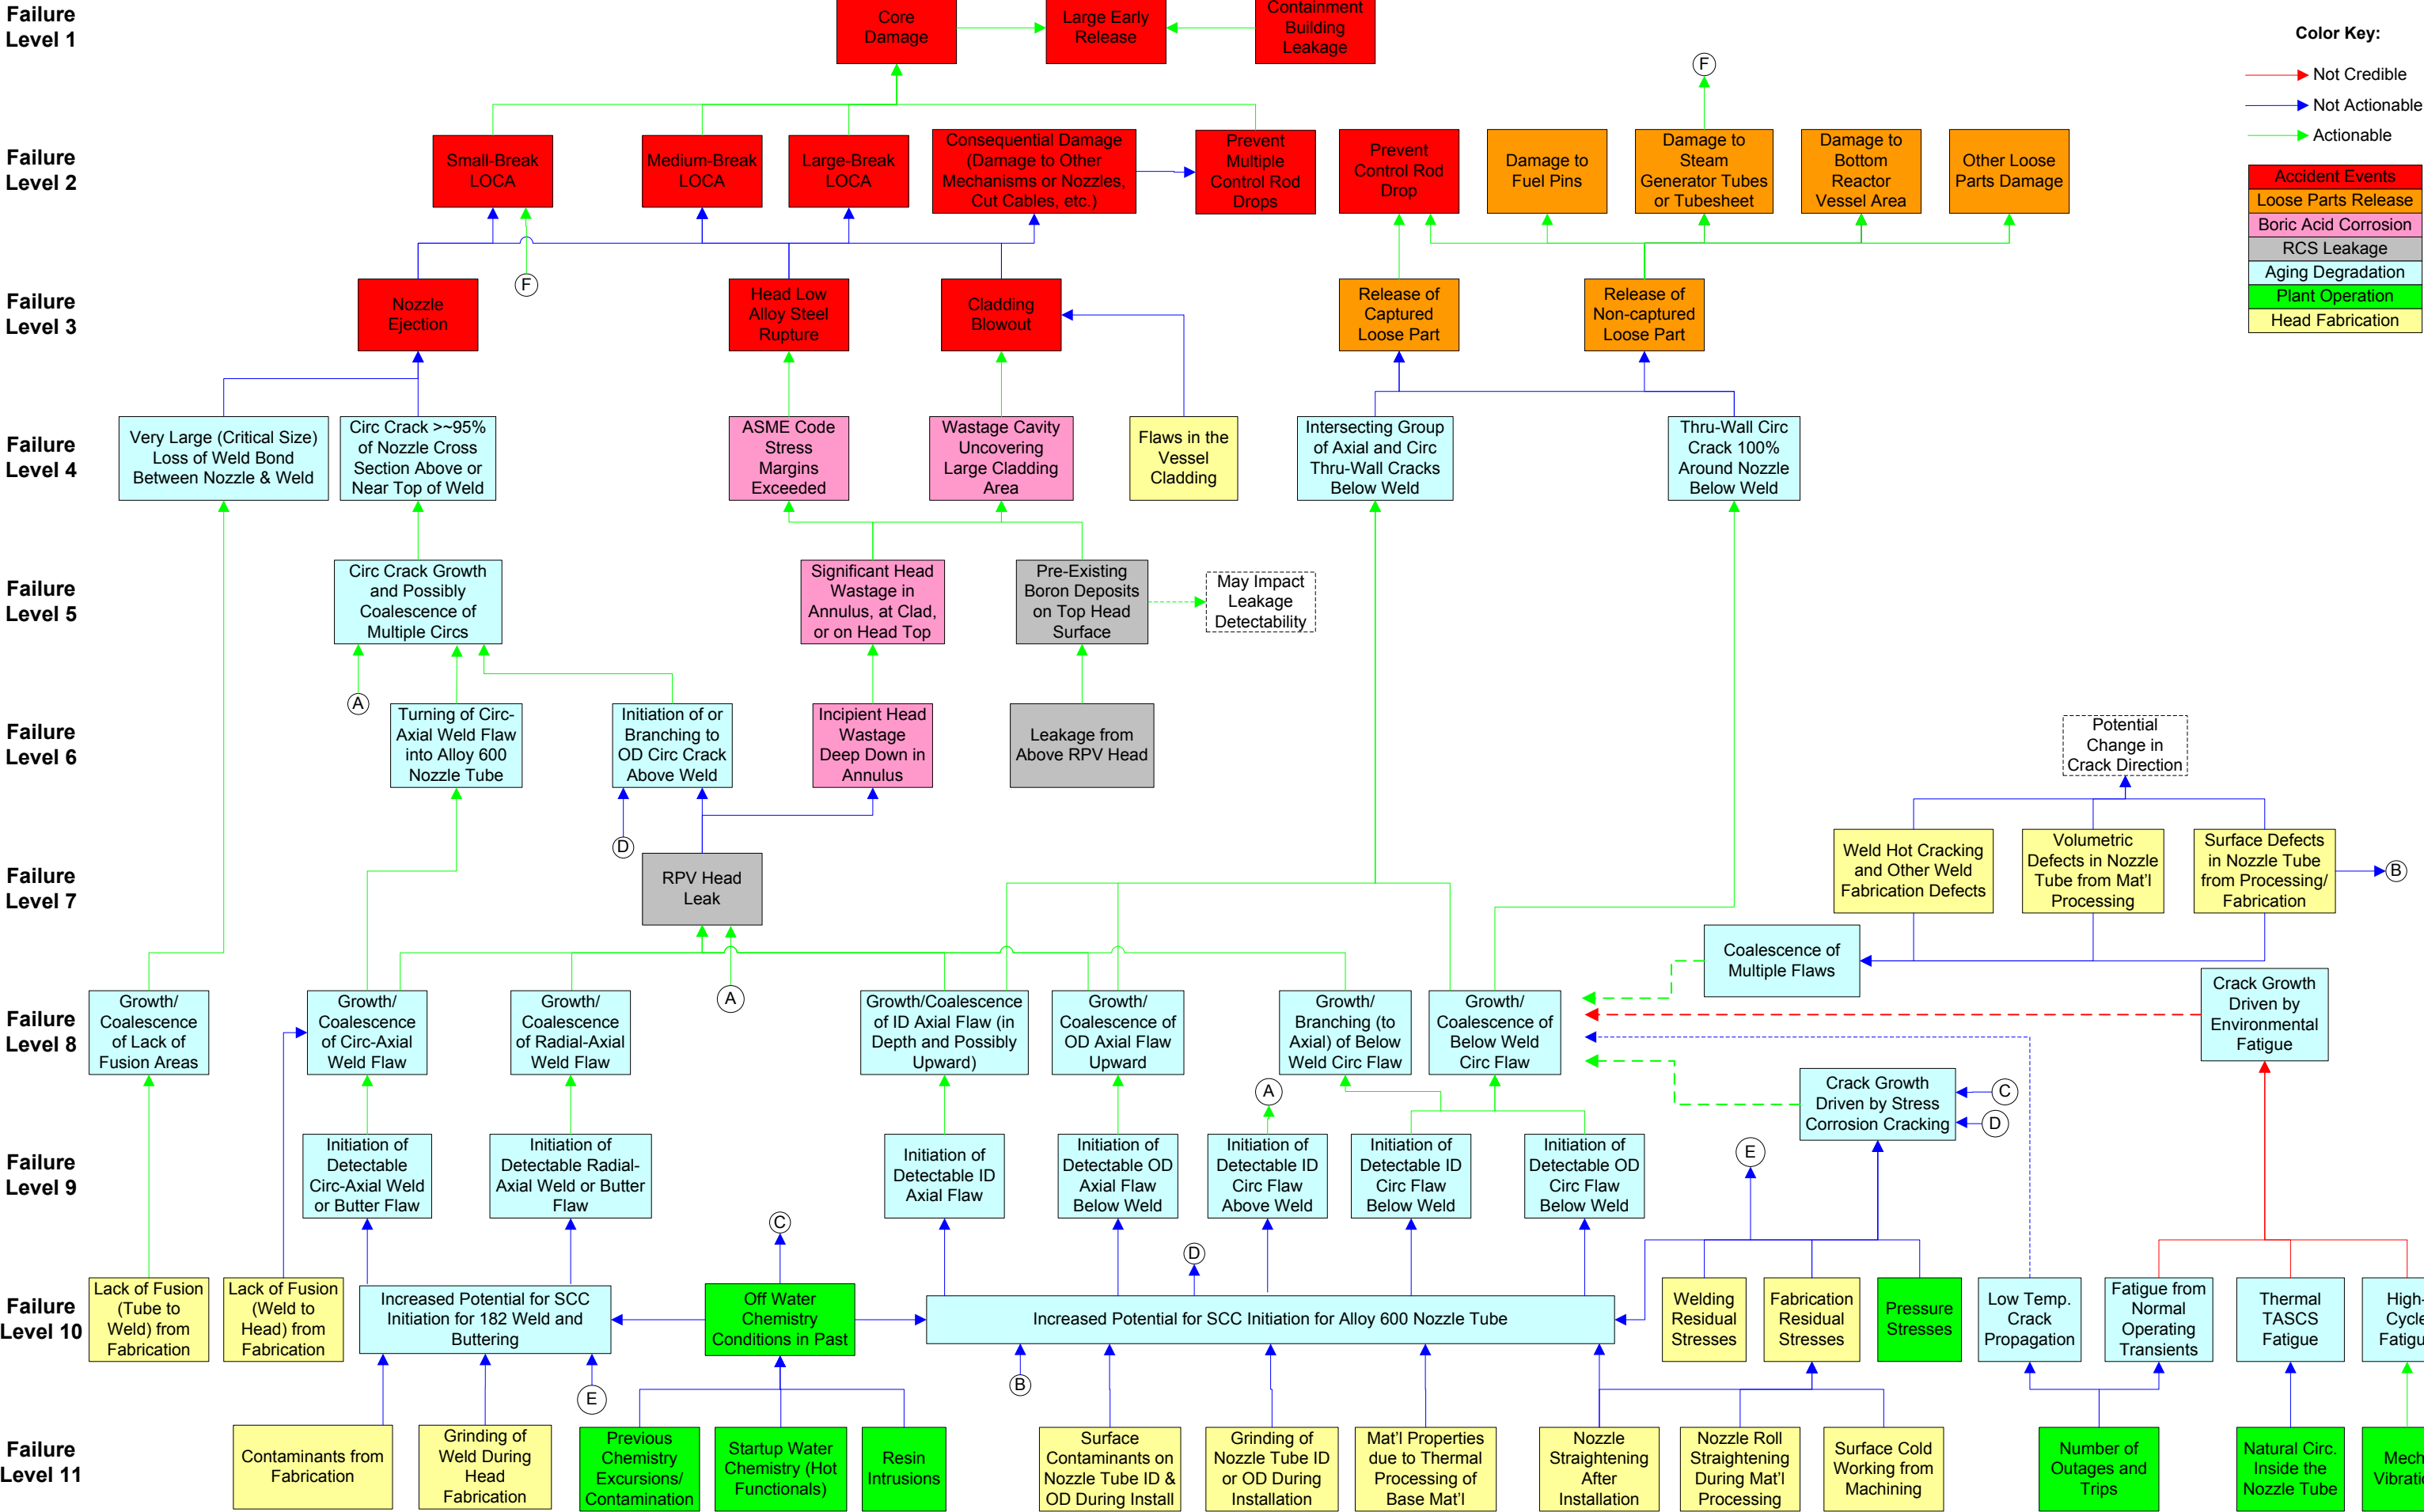 Failure
Level 1
Core
Damage
Large Early
Release
Containment
Building
Leakage
Color Key:
Not Credible
Not Actionable
Actionable
Accident Events
Loose Parts Release
Boric Acid Corrosion
RCS Leakage
Aging Degradation
Plant Operation
Head Fabrication
F
Failure
Level 2
Small-Break
LOCA
Medium-Break
LOCA
Large-Break
LOCA
Consequential Damage
(Damage to Other
Mechanisms or Nozzles,
Cut Cables, etc.)
Prevent
Multiple
Control Rod
Drops
Prevent
Control Rod
Drop
Damage to
Fuel Pins
Damage to
Steam
Generator Tubes
or Tubesheet
Damage to
Bottom
Reactor
Vessel Area
Other Loose
Parts Damage
F
Failure
Level 3
Nozzle
Ejection
Head Low
Alloy Steel
Rupture
Cladding
Blowout
Release of
Captured
Loose Part
Release of
Non-captured
Loose Part
Failure
Level 4
Very Large (Critical Size)
Loss of Weld Bond
Between Nozzle & Weld
Circ Crack >~95%
of Nozzle Cross
Section Above or
Near Top of Weld
ASME Code
Stress
Margins
Exceeded
Wastage Cavity
Uncovering
Large Cladding
Area
Flaws in the
Vessel
Cladding
Intersecting Group
of Axial and Circ
Thru-Wall Cracks
Below Weld
Thru-Wall Circ
Crack 100%
Around Nozzle
Below Weld
Failure
Level 5
Circ Crack Growth
and Possibly
Coalescence of
Multiple Circs
Significant Head
Wastage in
Annulus, at Clad,
or on Head Top
Pre-Existing
Boron Deposits
on Top Head
Surface
May Impact
Leakage
Detectability
A
Failure
Level 6
Turning of Circ-
Axial Weld Flaw
into Alloy 600
Nozzle Tube
Initiation of or
Branching to
OD Circ Crack
Above Weld
Incipient Head
Wastage
Deep Down in
Annulus
Leakage from
Above RPV Head
Potential
Change in
Crack Direction
D
Failure
Level 7
RPV Head
Leak
Weld Hot Cracking
and Other Weld
Fabrication Defects
Volumetric
Defects in Nozzle
Tube from Mat'l
Processing
Surface Defects
in Nozzle Tube
from Processing/
Fabrication
B
Coalescence of
Multiple Flaws
A
Failure
Level 8
Growth/
Coalescence
of Lack of
Fusion Areas
Growth/
Coalescence
of Circ-Axial
Weld Flaw
Growth/
Coalescence
of Radial-Axial
Weld Flaw
Growth/Coalescence
of ID Axial Flaw (in
Depth and Possibly
Upward)
Growth/
Coalescence of
OD Axial Flaw
Upward
Growth/
Branching (to
Axial) of Below
Weld Circ Flaw
Growth/
Coalescence of
Below Weld
Circ Flaw
Crack Growth
Driven by
Environmental
Fatigue
A
Crack Growth
Driven by Stress
Corrosion Cracking
C
D
Failure
Level 9
Initiation of
Detectable
Circ-Axial Weld
or Butter Flaw
Initiation of
Detectable Radial-
Axial Weld or Butter
Flaw
Initiation of
Detectable ID
Axial Flaw
Initiation of
Detectable OD
Axial Flaw
Below Weld
Initiation of
Detectable ID
Circ Flaw
Above Weld
Initiation of
Detectable ID
Circ Flaw
Below Weld
Initiation of
Detectable OD
Circ Flaw
Below Weld
E
C
D
Failure
Level 10
Lack of Fusion
(Tube to
Weld) from
Fabrication
Lack of Fusion
(Weld to
Head) from
Fabrication
Increased Potential for SCC
Initiation for 182 Weld and
Buttering
Off Water
Chemistry
Conditions in Past
Increased Potential for SCC Initiation for Alloy 600 Nozzle Tube
Welding
Residual
Stresses
Fabrication
Residual
Stresses
Pressure
Stresses
Low Temp.
Crack
Propagation
Fatigue from
Normal
Operating
Transients
Thermal
TASCS
Fatigue
High-
Cycle
E
B
Failure
Level 11
Contaminants from
Fabrication
Grinding of
Weld During
Head
Fabrication
Previous
Chemistry
Excursions/
Contamination
Startup Water
Chemistry (Hot
Functionals)
Resin
Intrusions
Surface
Contaminants on
Nozzle Tube ID &
OD During Install
Grinding of
Nozzle Tube ID
or OD During
Installation
Mat'l Properties
due to Thermal
Processing of
Base Mat'l
Nozzle
Straightening
After
Installation
Nozzle Roll
Straightening
During Mat'l
Processing
Surface Cold
Working from
Machining
Number of
Outages and
Trips
Natural Circ.
Inside the
Nozzle Tube